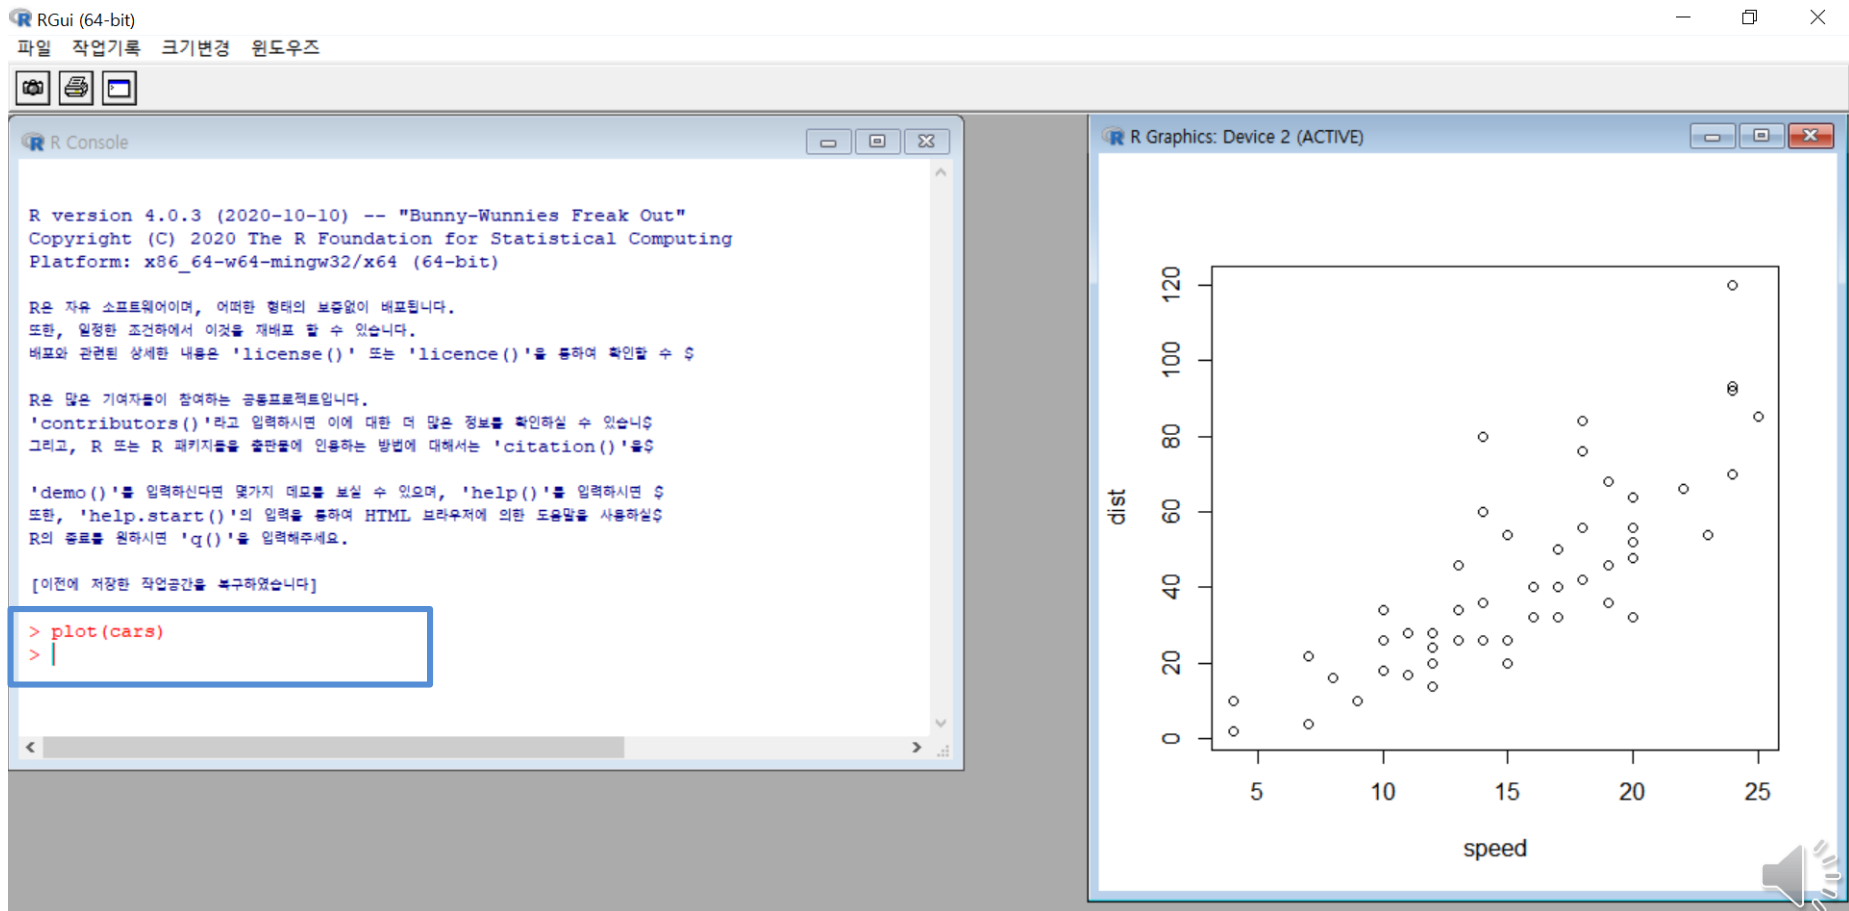 RGui (64-bit)
파일 작업기록 크기변경 윈도우즈
R Console
R version 4.0.3 (2020-10-10) -- "Bunny-Wunnies Freak Out"
Copyright (C) 2020 The R Foundation for Statistical Computing
Platform: x86_64-w64-mingw32/x64 (64-bit)
R은 자유 소프트웨어이며, 어떠한 형태의 보증없이 배포됩니다.
또한, 일정한 조건하에서 이것을 재배포 할 수 있습니다.
배포와 관련된 상세한 내용은 'license()' 또는 'licence()'을 통하여 확인할 수 $
R은 많은 기여자들이 참여하는 공동프로젝트입니다.
'contributors()'라고 입력하시면 이에 대한 더 많은 정보를 확인하실 수 있습니$
그리고, R 또는 R 패키지들을 출판물에 인용하는 방법에 대해서는 'citation()'을$
'demo()'를 입력하신다면 몇가지 데모를 보실 수 있으며, 'help()'를 입력하시면 $
또한, 'help.start()'의 입력을 통하여 HTML 브라우저에 의한 도움말을 사용하실$
R의 종료를 원하시면 'q()'을 입력해주세요.
[이전에 저장한 작업공간을 복구하였습니다]
> plot(cars)
>
R Graphics: Device 2 (ACTIVE)
120
100
80
60
40
20
0
dist
5 10 15 20 25
speed